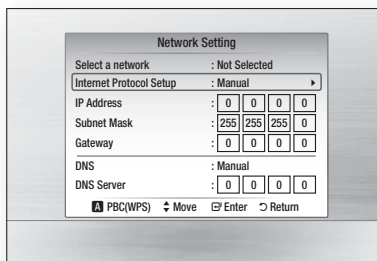 Network Setting
Select a network : Not Selected
Internet Protocol Setup : Manual ▶
IP Address : 0 0 0 0
Subnet Mask : 255 255 255 0
Gateway : 0 0 0 0
DNS : Manual
DNS Server : 0 0 0 0
A PBC(WPS) Move Enter Return